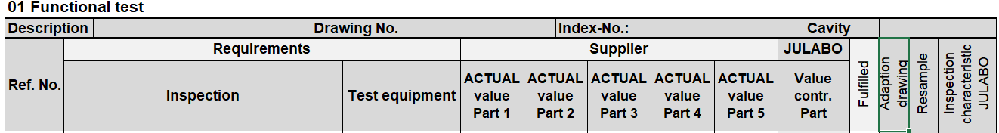 01 Functional test
Description Drawing No. Index-No.: Cavity
Requirements Supplier JULABO
Ref. No.
Inspection
Test equipment
ACTUAL
value
Part 1
ACTUAL
value
Part 2
ACTUAL
value
Part 3
ACTUAL
value
Part 4
ACTUAL
value
Part 5
Value
contr.
Part
Fulfilled
Adaption
drawing
Resample
Inspection
characteristic
JULABO